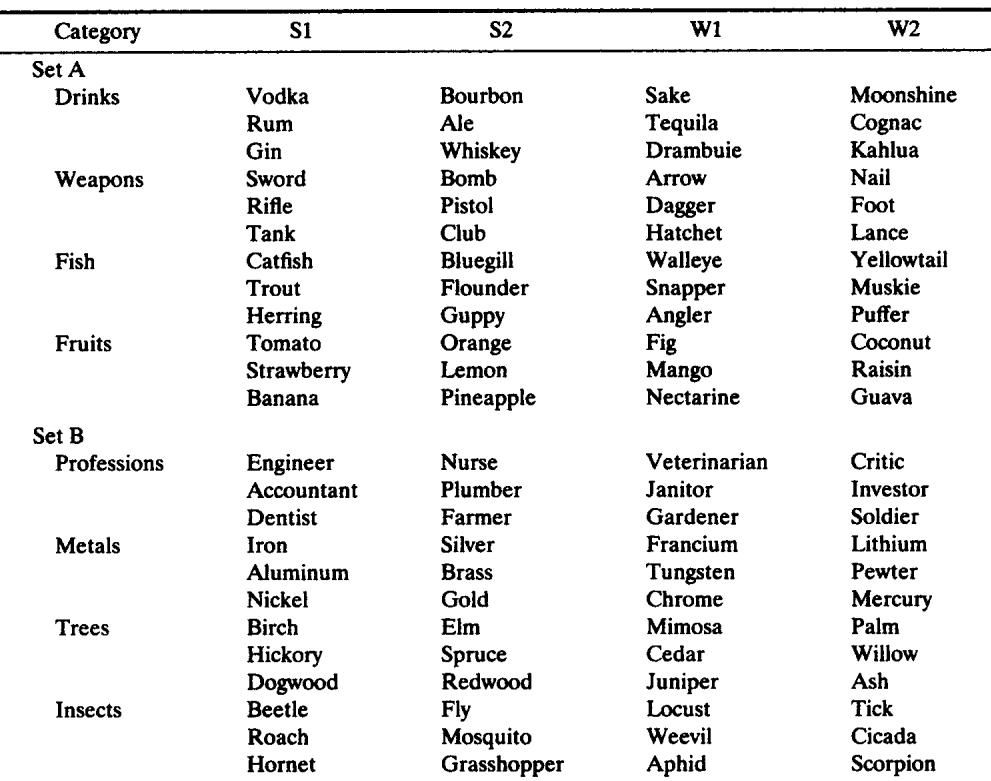 Category S1 S2 W1 W2
Set A
Drinks Vodka Bourbon Sake Moonshine
Rum Ale Tequila Cognac
Gin Whiskey Drambuie Kahlua
Weapons Sword Bomb Arrow Nail
Rifle Pistol Dagger Foot
Tank Club Hatchet Lance
Fish Catfish Bluegill Walleye Yellowtail
Trout Flounder Snapper Muskie
Herring Guppy Angler Puffer
Fruits Tomato Orange Fig Coconut
Strawberry Lemon Mango Raisin
Banana Pineapple Nectarine Guava
Set B
Professions Engineer Nurse Veterinarian Critic
Accountant Plumber Janitor Investor
Dentist Farmer Gardener Soldier
Metals Iron Silver Francium Lithium
Aluminum Brass Tungsten Pewter
Nickel Gold Chrome Mercury
Trees Birch Elm Mimosa Palm
Hickory Spruce Cedar Willow
Dogwood Redwood Juniper Ash
Insects Beetle Fly Locust Tick
Roach Mosquito Weevil Cicada
Hornet Grasshopper Aphid Scorpion